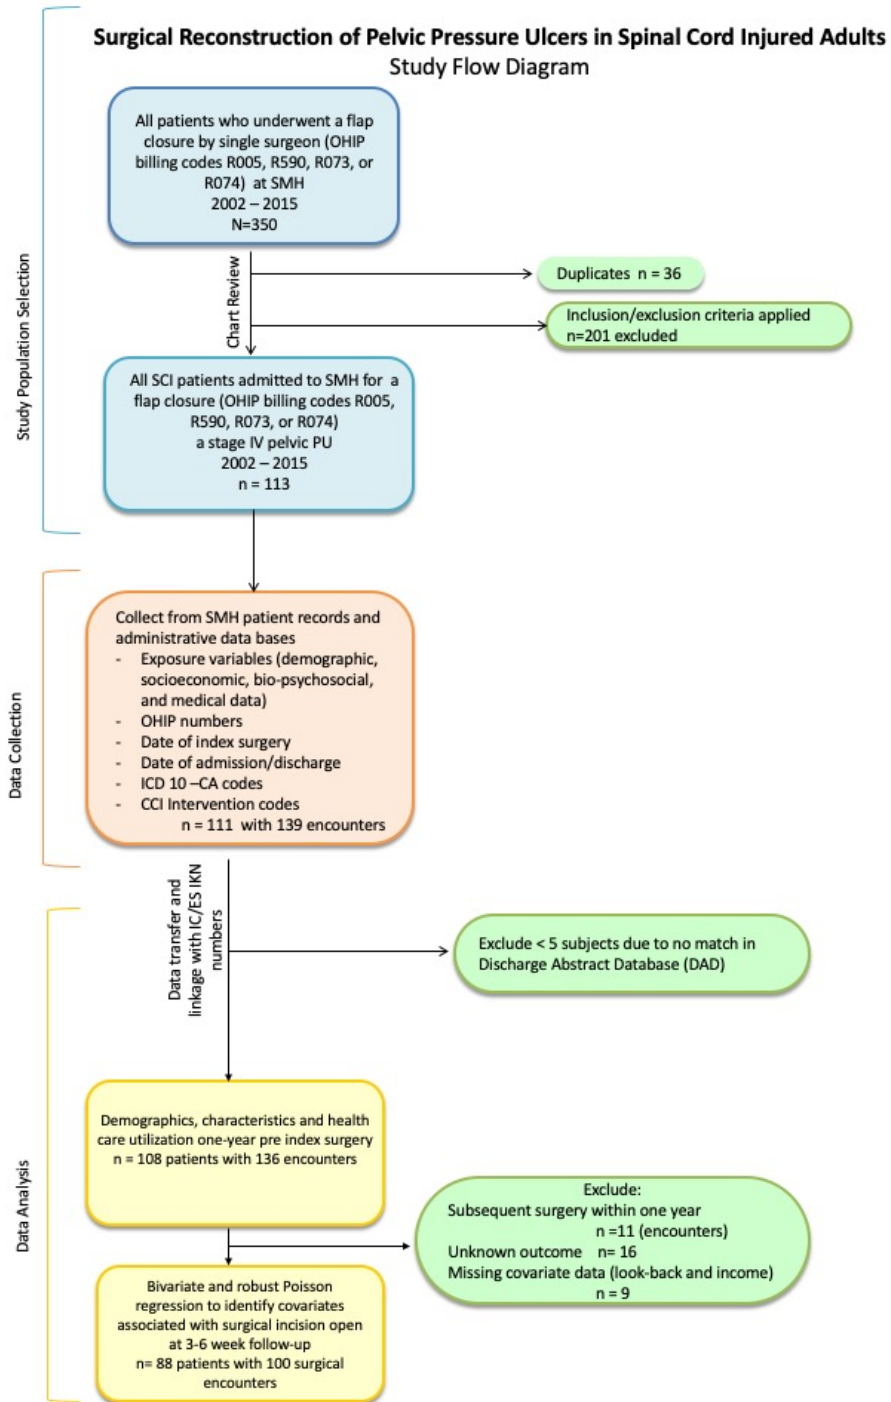 Surgical Reconstruction of Pelvic Pressure Ulcers in Spinal Cord Injured Adults
Study Flow Diagram
Study Population Selection
All patients who underwent a flap
closure by single surgeon (OHIP
billing codes R005, R590, R073, or
R074) at SMH
2002 – 2015
N=350
Chart Review
Duplicates n = 36
Inclusion/exclusion criteria applied
n=201 excluded
All SCI patients admitted to SMH for a
flap closure (OHIP billing codes R005,
R590, R073, or R074)
a stage IV pelvic PU
2002 – 2015
n = 113
Data Collection
Collect from SMH patient records and
administrative data bases
- Exposure variables (demographic,
socioeconomic, bio-psychosocial,
and medical data)
- OHIP numbers
- Date of index surgery
- Date of admission/discharge
- ICD 10 –CA codes
- CCI Intervention codes
n = 111 with 139 encounters
Data Analysis
Data transfer and
linkage with IC/ES IKN
numbers
Exclude < 5 subjects due to no match in
Discharge Abstract Database (DAD)
Demographics, characteristics and health
care utilization one-year pre index surgery
n = 108 patients with 136 encounters
Exclude:
Subsequent surgery within one year
n =11 (encounters)
Unknown outcome n= 16
Missing covariate data (look-back and income)
n = 9
Bivariate and robust Poisson
regression to identify covariates
associated with surgical incision open
at 3-6 week follow-up
n= 88 patients with 100 surgical
encounters